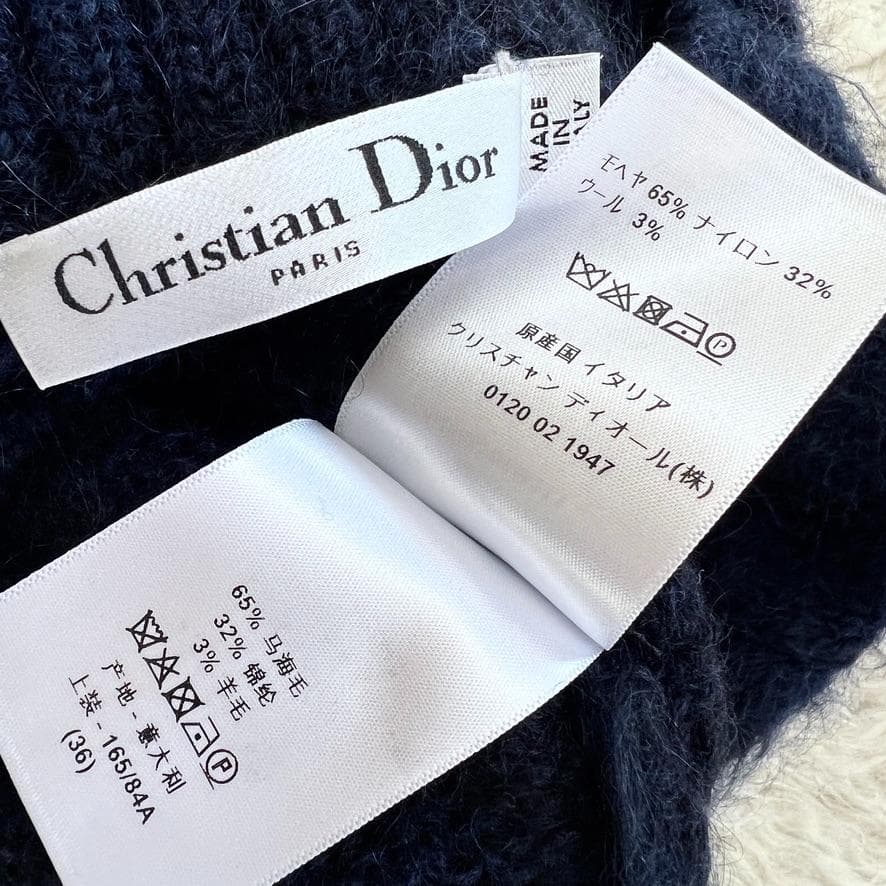 Christian Dior
PARIS
MADE
IN
モヘヤ 65% ナイロン 32%
ウール 3%
P
原産国 イタリア
クリスチャン ディオール(株)
0120 02 1947
65% 马海毛
32% 锦纶
3% 羊毛
P
产地 - 意大利
上装 - 165/84A
(36)